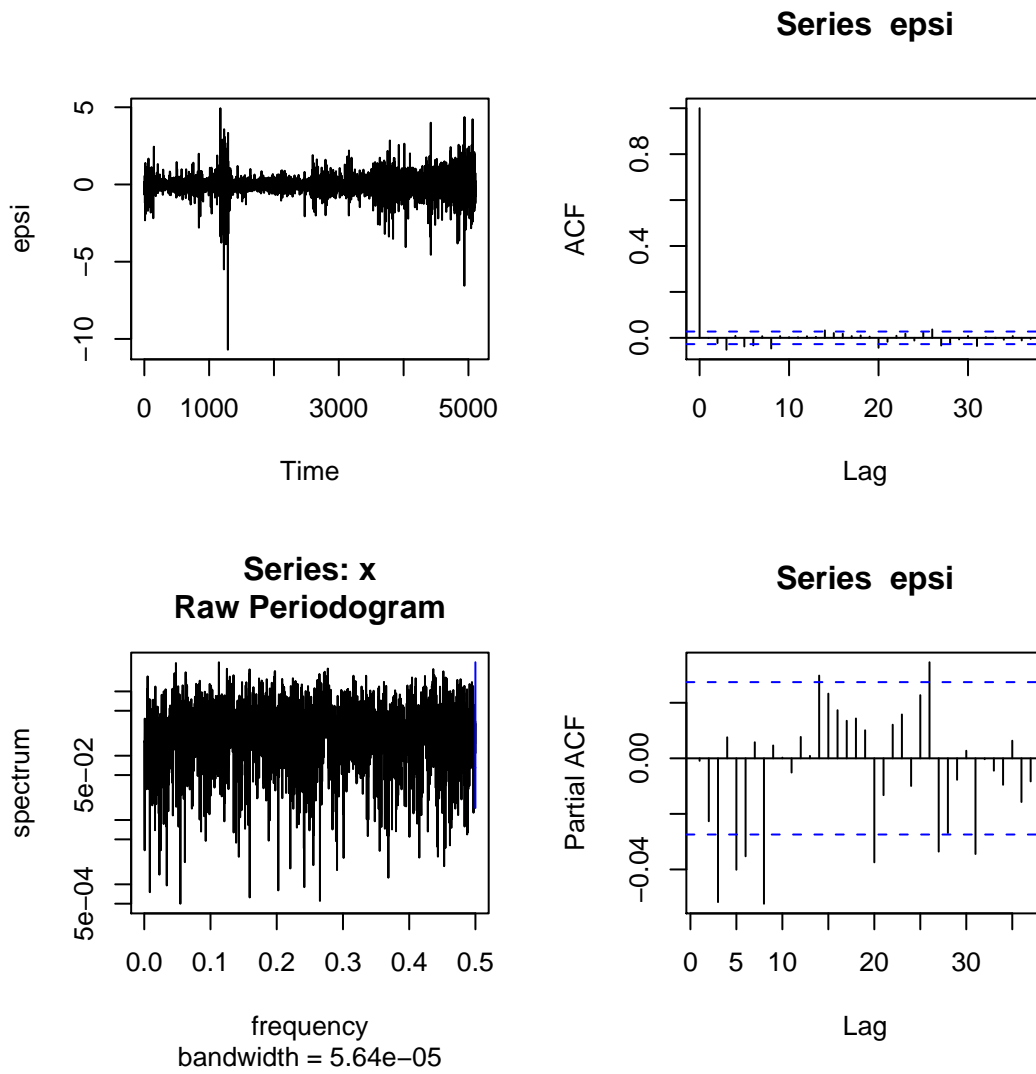 epsi
5
0
−5
−10
0 1000 3000 5000
Time
Series epsi
ACF
0.8
0.4
0.0
0 10 20 30
Lag
Series: x
Raw Periodogram
spectrum
5e−02
5e−04
0.0 0.1 0.2 0.3 0.4 0.5
frequency
bandwidth = 5.64e−05
Series epsi
Partial ACF
0.00
−0.04
0 5 10 20 30
Lag